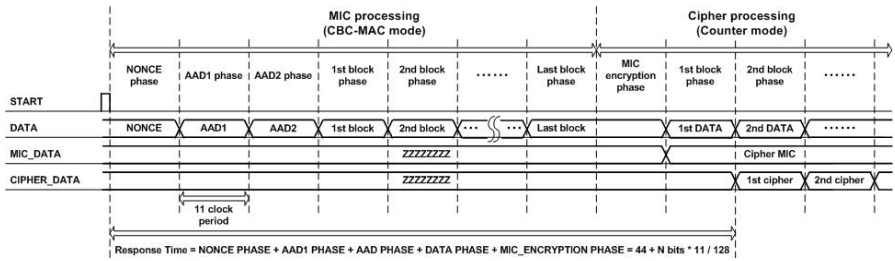 MIC processing
(CBC-MAC mode)
Cipher processing
(Counter mode)
NONCE
phase
AAD1 phase
AAD2 phase
1st block
phase
2nd block
phase
......
Last block
phase
MIC
encryption
phase
1st block
phase
2nd block
phase
......
START
DATA
NONCE
AAD1
AAD2
1st block
2nd block
...
...
Last block
1st DATA
2nd DATA
......
MIC_DATA
ZZZZZZZZ
Cipher MIC
CIPHER_DATA
ZZZZZZZZ
1st cipher
2nd cipher
11 clock
period
Response Time = NONCE PHASE + AAD1 PHASE + AAD PHASE + DATA PHASE + MIC_ENCRYPTION PHASE = 44 + N bits * 11 / 128